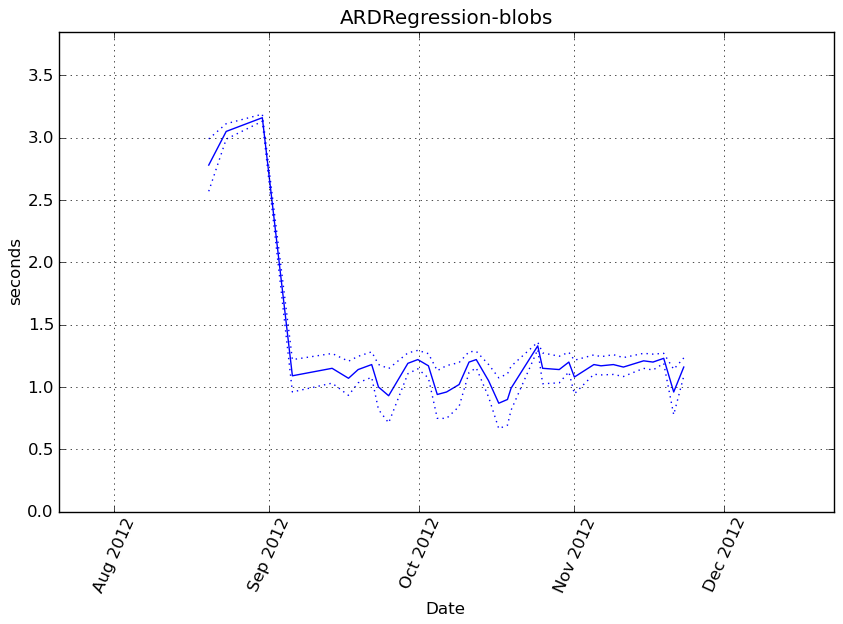 ARDRegression-blobs
3.5
3.0
2.5
2.0
1.5
1.0
0.5
0.0
seconds
Aug 2012
Sep 2012
Oct 2012
Nov 2012
Dec 2012
Date